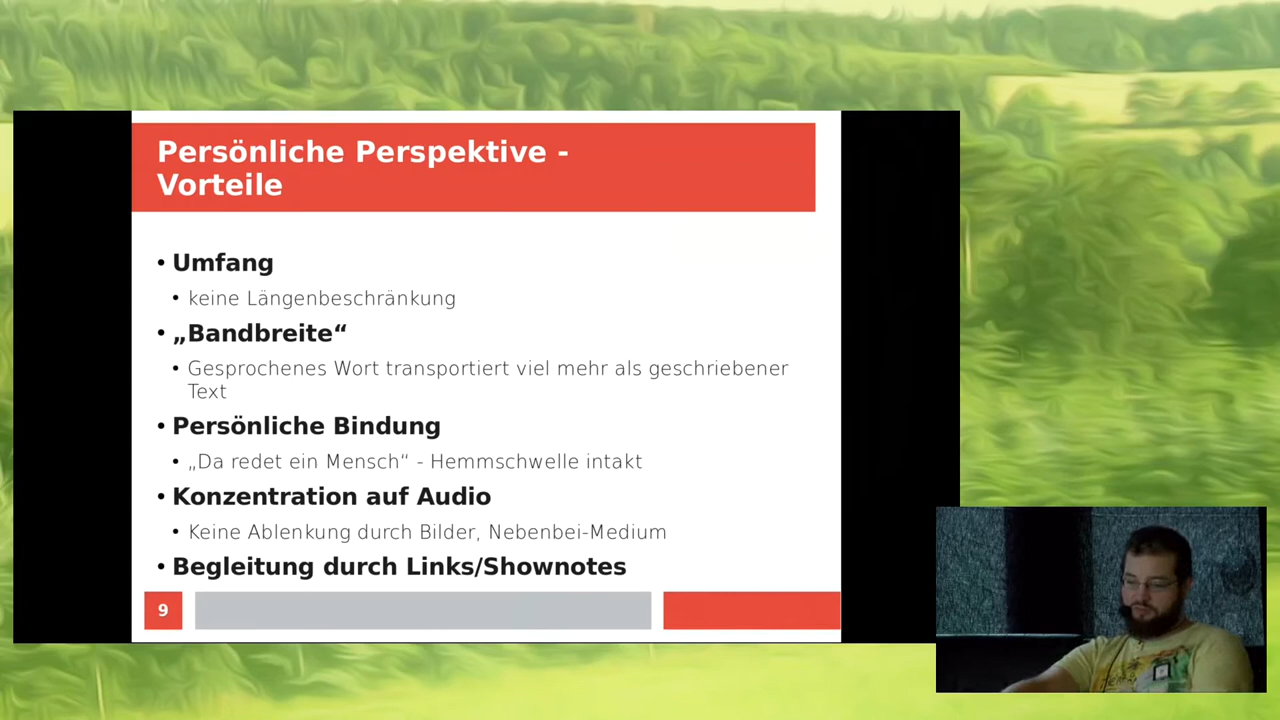 Persönliche Perspektive -
Vorteile
• Umfang
• keine Längenbeschränkung
• „Bandbreite“
• Gesprochenes Wort transportiert viel mehr als geschriebener
Text
• Persönliche Bindung
• „Da redet ein Mensch“ - Hemmschwelle intakt
• Konzentration auf Audio
• Keine Ablenkung durch Bilder, Nebenbei-Medium
• Begleitung durch Links/Shownotes
9